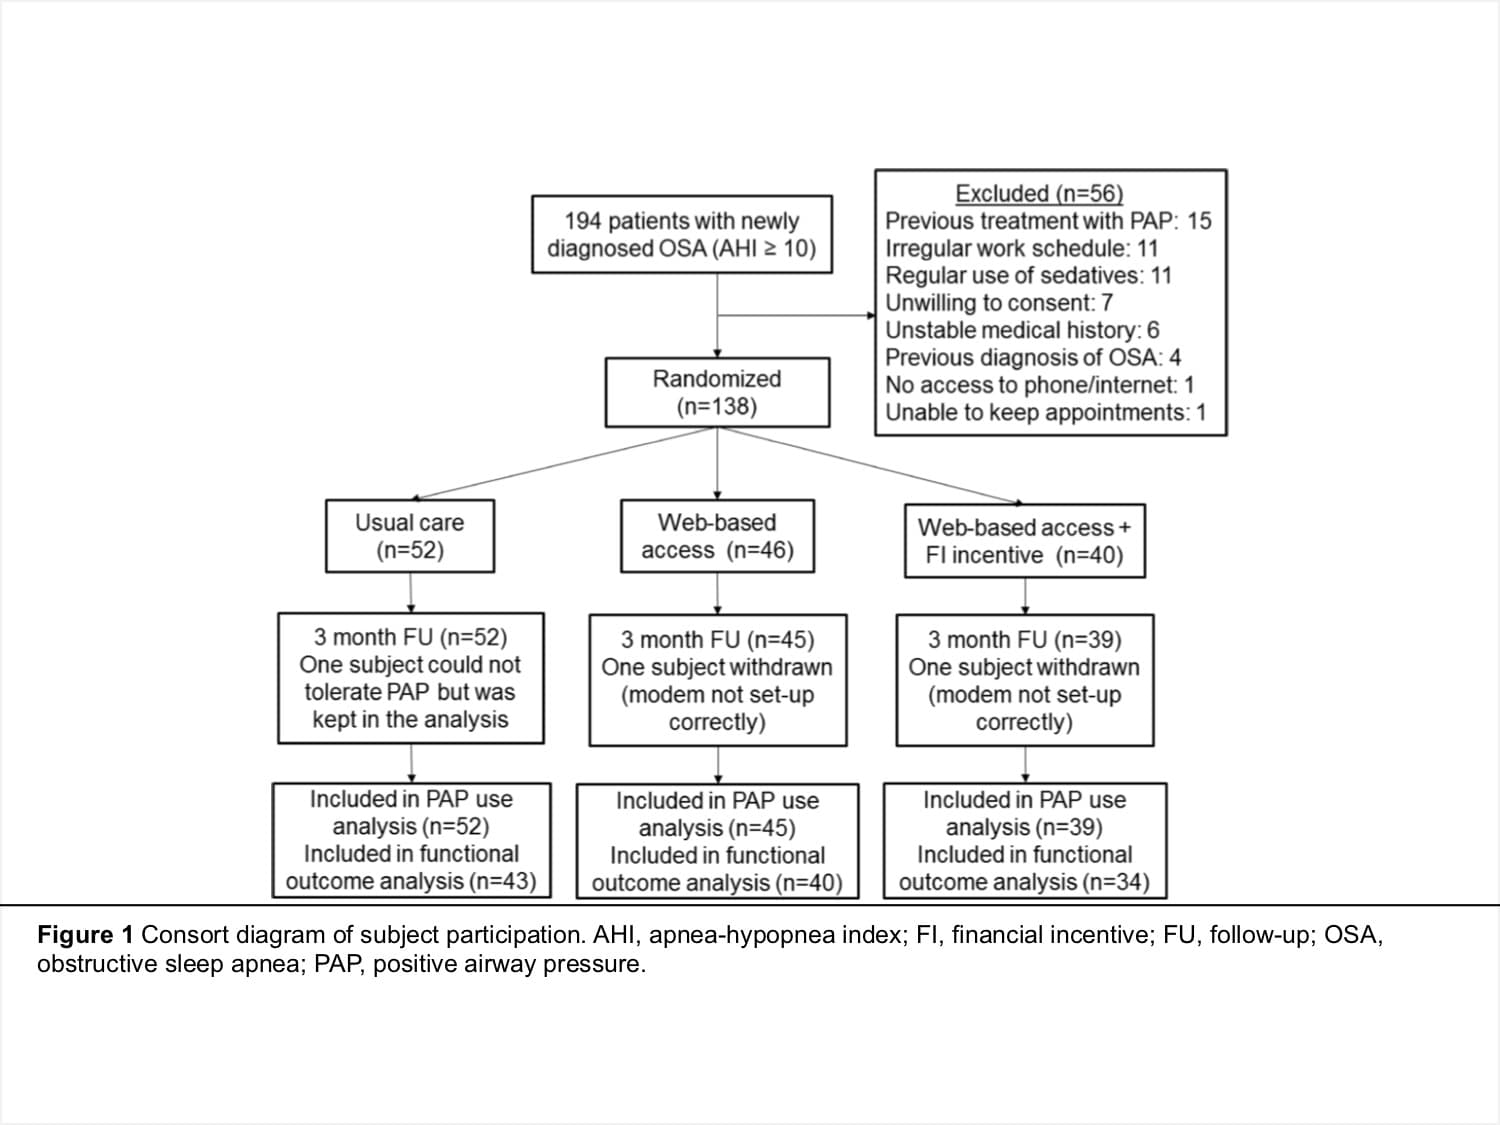 194 patients with newly
diagnosed OSA (AHI ≥ 10)
Excluded (n=56)
Previous treatment with PAP: 15
Irregular work schedule: 11
Regular use of sedatives: 11
Unwilling to consent: 7
Unstable medical history: 6
Previous diagnosis of OSA: 4
No access to phone/internet: 1
Unable to keep appointments: 1
Randomized
(n=138)
Usual care
(n=52)
Web-based
access (n=46)
Web-based access +
FI incentive (n=40)
3 month FU (n=52)
One subject could not
tolerate PAP but was
kept in the analysis
3 month FU (n=45)
One subject withdrawn
(modem not set-up
correctly)
3 month FU (n=39)
One subject withdrawn
(modem not set-up
correctly)
Included in PAP use
analysis (n=52)
Included in functional
outcome analysis (n=43)
Included in PAP use
analysis (n=45)
Included in functional
outcome analysis (n=40)
Included in PAP use
analysis (n=39)
Included in functional
outcome analysis (n=34)
Figure 1 Consort diagram of subject participation. AHI, apnea-hypopnea index; FI, financial incentive; FU, follow-up; OSA,
obstructive sleep apnea; PAP, positive airway pressure.